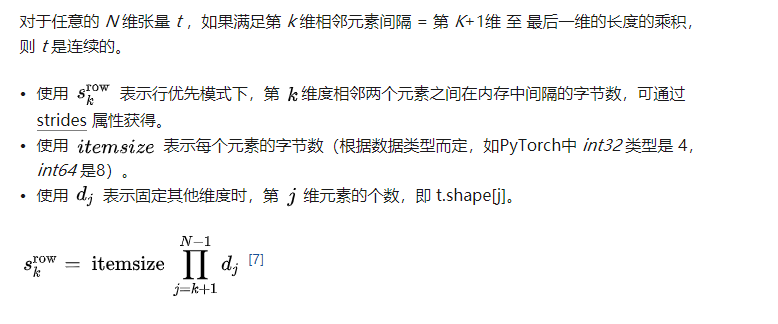 对于任意的 N 维张量 t ，如果满足第 k 维相邻元素间隔 = 第 K+1维 至 最后一维的长度的乘积，
则 t 是连续的。
• 使用 s_k^row 表示行优先模式下，第 k 维度相邻两个元素之间在内存中间隔的字节数，可通过
strides 属性获得。
• 使用 itemsize 表示每个元素的字节数（根据数据类型而定，如PyTorch中 int32 类型是 4，
int64 是8）。
• 使用 d_j 表示固定其他维度时，第 j 维元素的个数，即 t.shape[j]。
s_k^row = itemsize ∏_{j=k+1}^{N−1} d_j [7]